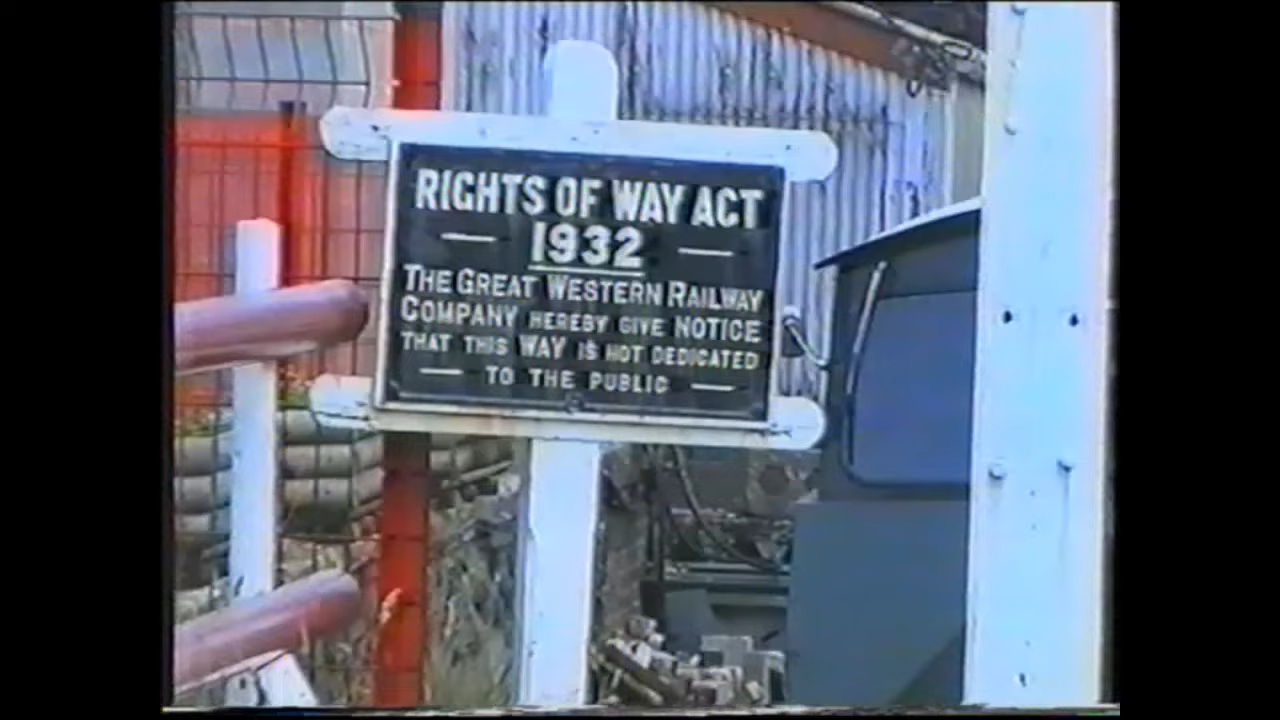 RIGHTS OF WAY ACT
1932
THE GREAT WESTERN RAILWAY
COMPANY HEREBY GIVE NOTICE
THAT THIS WAY IS NOT DEDICATED
TO THE PUBLIC